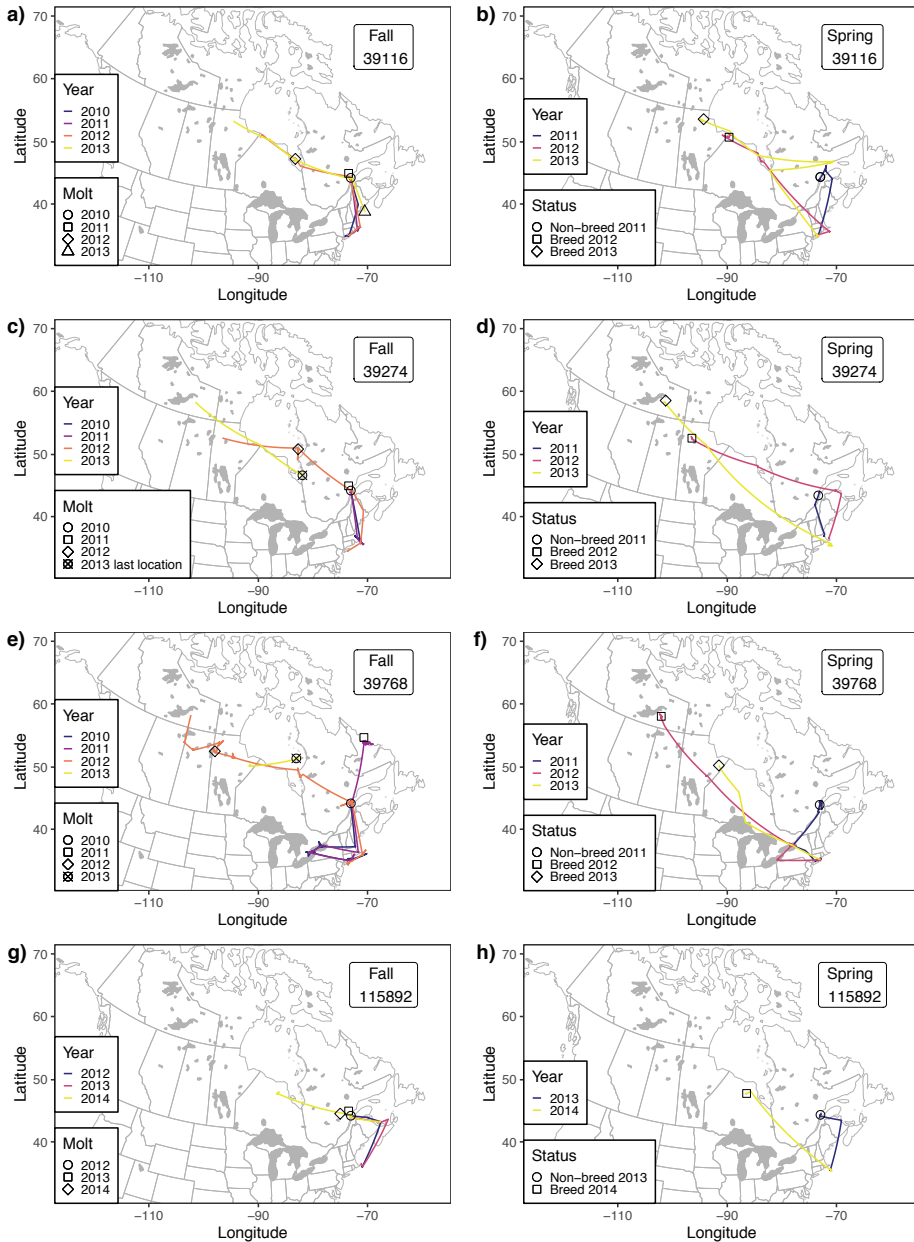 a)
Fall
39116
Year
2010
2011
2012
2013
Molt
2010
2011
2012
2013
70
60
50
40
Latitude
−110
−90
−70
Longitude
b)
Spring
39116
Year
2011
2012
2013
Status
Non−breed 2011
Breed 2012
Breed 2013
70
60
50
40
Latitude
−110
−90
−70
Longitude
c)
Fall
39274
Year
2010
2011
2012
2013
Molt
2010
2011
2012
2013 last location
70
60
50
40
Latitude
−110
−90
−70
Longitude
d)
Spring
39274
Year
2011
2012
2013
Status
Non−breed 2011
Breed 2012
Breed 2013
70
60
50
40
Latitude
−110
−90
−70
Longitude
e)
Fall
39768
Year
2010
2011
2012
2013
Molt
2010
2011
2012
2013
70
60
50
40
Latitude
−110
−90
−70
Longitude
f)
Spring
39768
Year
2011
2012
2013
Status
Non−breed 2011
Breed 2012
Breed 2013
70
60
50
40
Latitude
−110
−90
−70
Longitude
g)
Fall
115892
Year
2012
2013
2014
Molt
2012
2013
2014
70
60
50
40
Latitude
−110
−90
−70
Longitude
h)
Spring
115892
Year
2013
2014
Status
Non−breed 2013
Breed 2014
70
60
50
40
Latitude
−110
−90
−70
Longitude